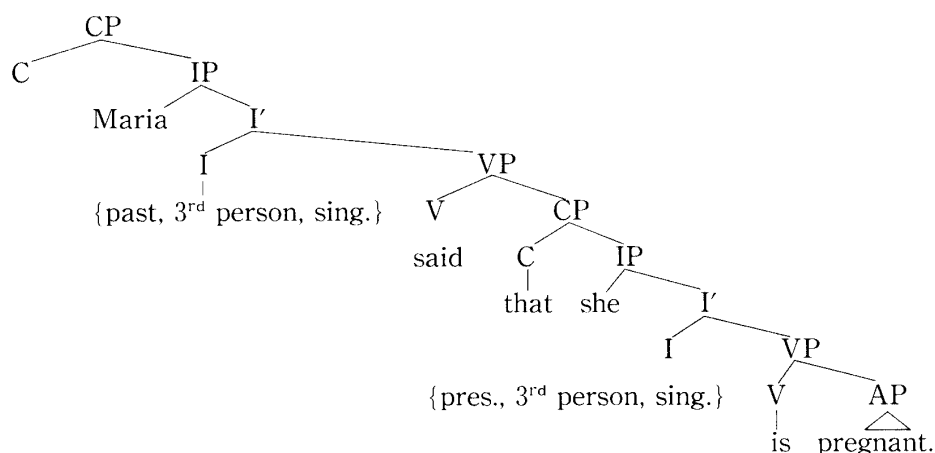 CP
C IP
Maria I′
I VP
{past, 3rd person, sing.} V CP
said C IP
that she I′
I VP
{pres., 3rd person, sing.} V AP
is pregnant.